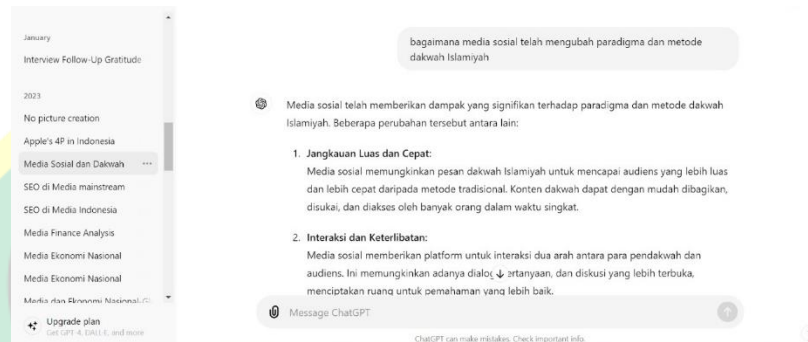 January
Interview Follow-Up Gratitude
2023
No picture creation
Apple's 4P in Indonesia
Media Sosial dan Dakwah ...
SEO di Media mainstream
SEO di Media Indonesia
Media Finance Analysis
Media Ekonomi Nasional
Media Ekonomi Nasional
Media dan Ekonomi Nasional-
Upgrade plan
Get GPT-4, DALL-E, and more
bagaimana media sosial telah mengubah paradigma dan metode
dakwah Islamiyah
Media sosial telah memberikan dampak yang signifikan terhadap paradigma dan metode dakwah
Islamiyah. Beberapa perubahan tersebut antara lain:
1. Jangkauan Luas dan Cepat:
Media sosial memungkinkan pesan dakwah Islamiyah untuk mencapai audiens yang lebih luas
dan lebih cepat daripada metode tradisional. Konten dakwah dapat dengan mudah dibagikan,
disukai, dan diakses oleh banyak orang dalam waktu singkat.
2. Interaksi dan Keterlibatan:
Media sosial memberikan platform untuk interaksi dua arah antara para pendakwah dan
audiens. Ini memungkinkan adanya dialog ertanyaan, dan diskusi yang lebih terbuka,
menciptakan ruang untuk pemahaman yang lebih baik.
Message ChatGPT
ChatGPT can make mistakes. Check important info.